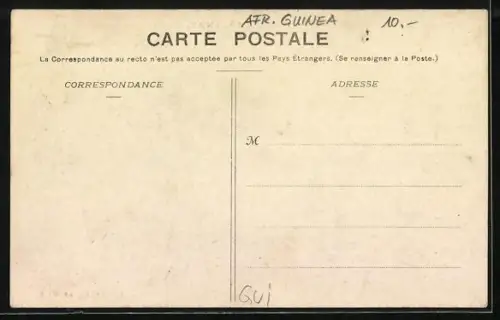 AFR. GUINEA 10.-
CARTE POSTALE
La Correspondance au recto n'est pas acceptée par tous les Pays Etrangers. (Se renseigner à la Poste.)
CORRESPONDANCE
ADRESSE
M
GUI